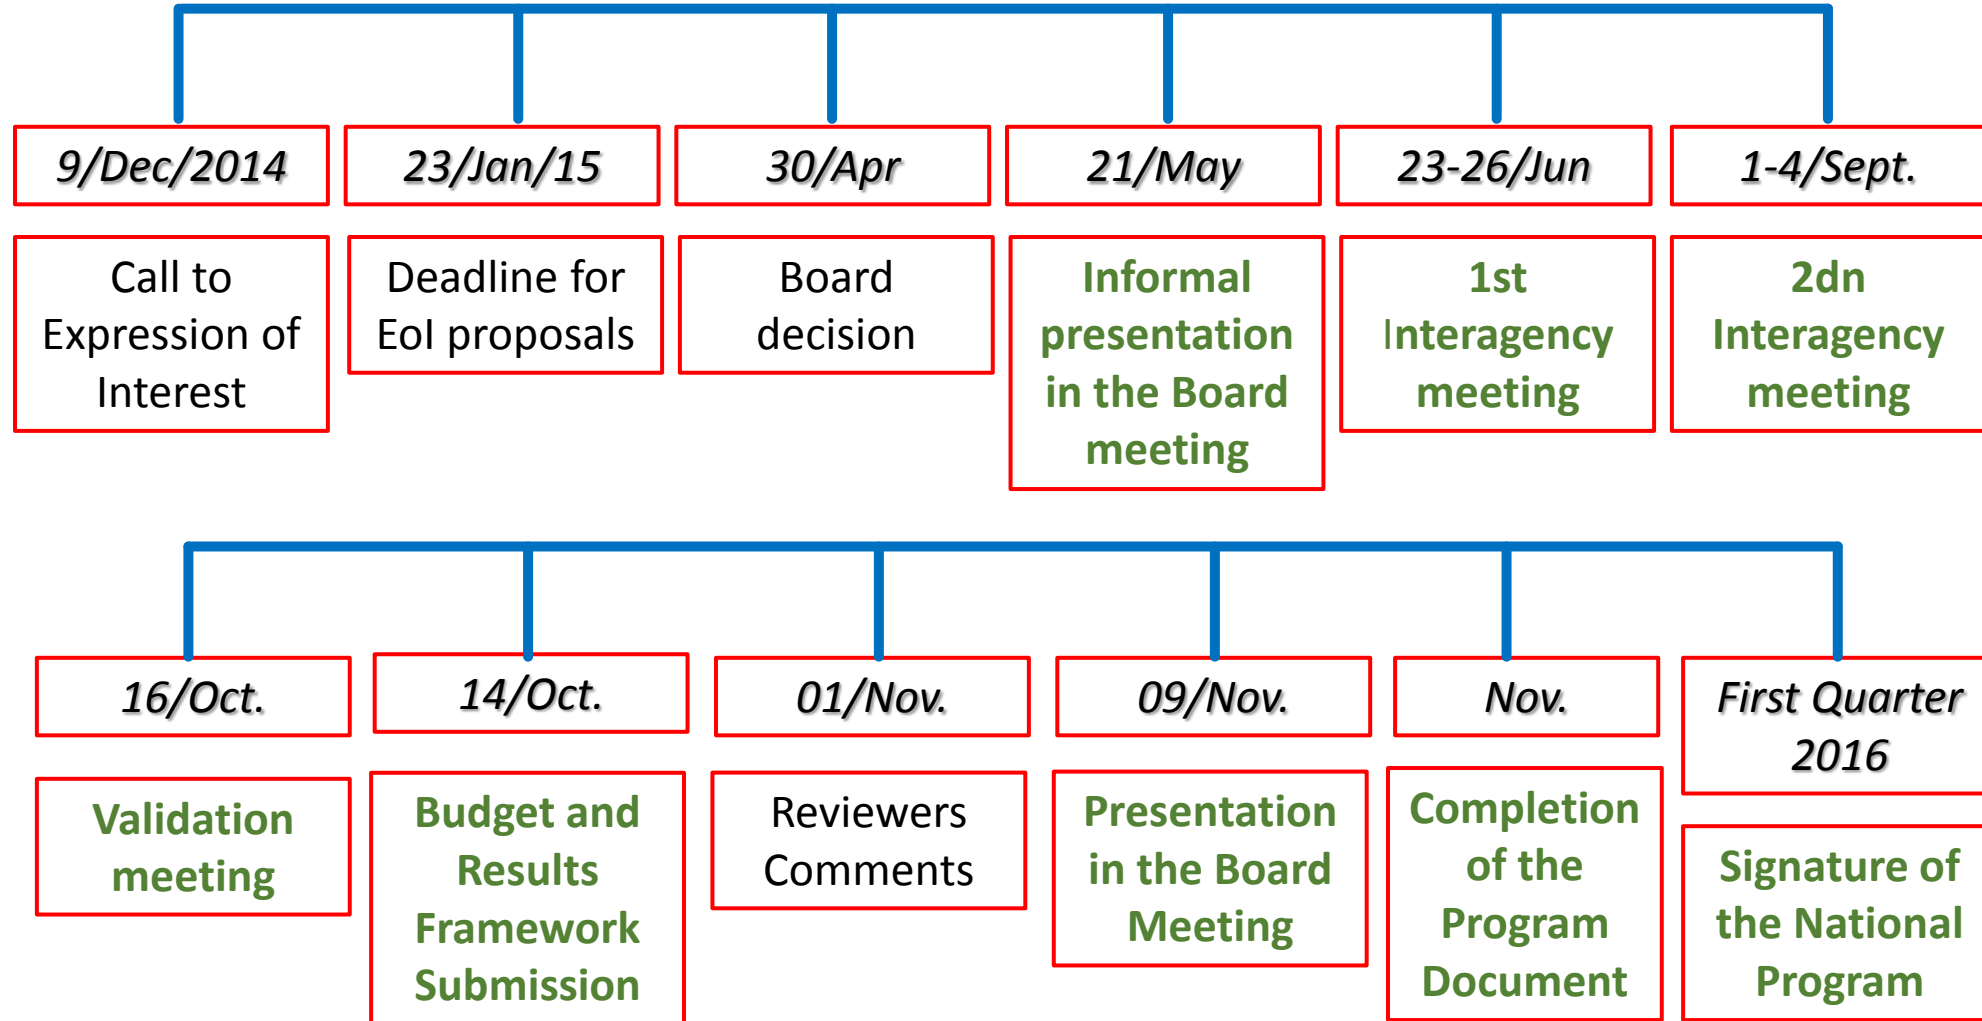 9/Dec/2014
23/Jan/15
30/Apr
21/May
23-26/Jun
1-4/Sept.
Call to
Expression of
Interest
Deadline for
EoI proposals
Board
decision
Informal
presentation
in the Board
meeting
1st
Interagency
meeting
2dn
Interagency
meeting
16/Oct.
14/Oct.
01/Nov.
09/Nov.
Nov.
First Quarter
2016
Validation
meeting
Budget and
Results
Framework
Submission
Reviewers
Comments
Presentation
in the Board
Meeting
Completion
of the
Program
Document
Signature of
the National
Program